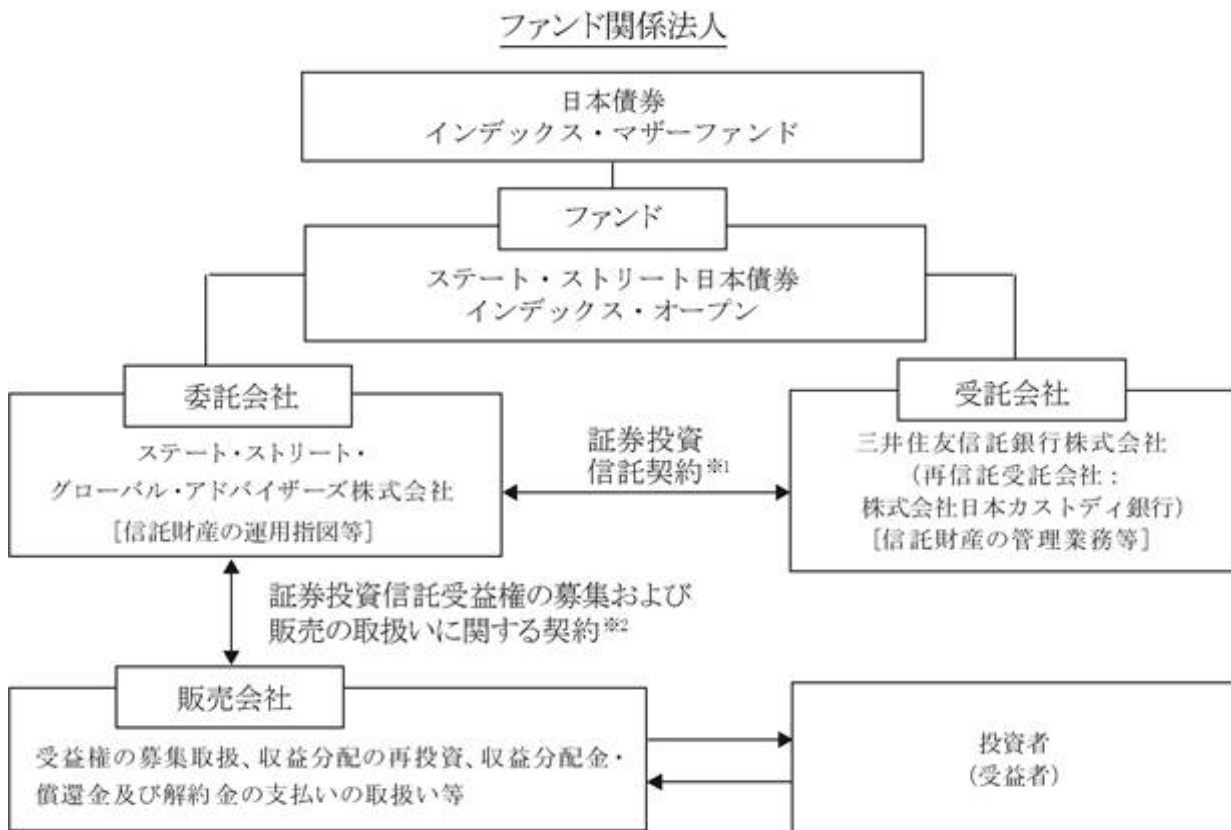 ファンド関係法人
日本債券
インデックス・マザーファンド
ファンド
ステート・ストリート日本債券
インデックス・オープン
委託会社
ステート・ストリート・
グローバル・アドバイザーズ株式会社
[信託財産の運用指図等]
証券投資
信託契約※1
受託会社
三井住友信託銀行株式会社
(再信託受託会社:
株式会社日本カストディ銀行)
[信託財産の管理業務等]
証券投資信託受益権の募集および
販売の取扱いに関する契約※2
販売会社
受益権の募集取扱、収益分配の再投資、収益分配金・
償還金及び解約金の支払いの取扱い等
投資者
(受益者)